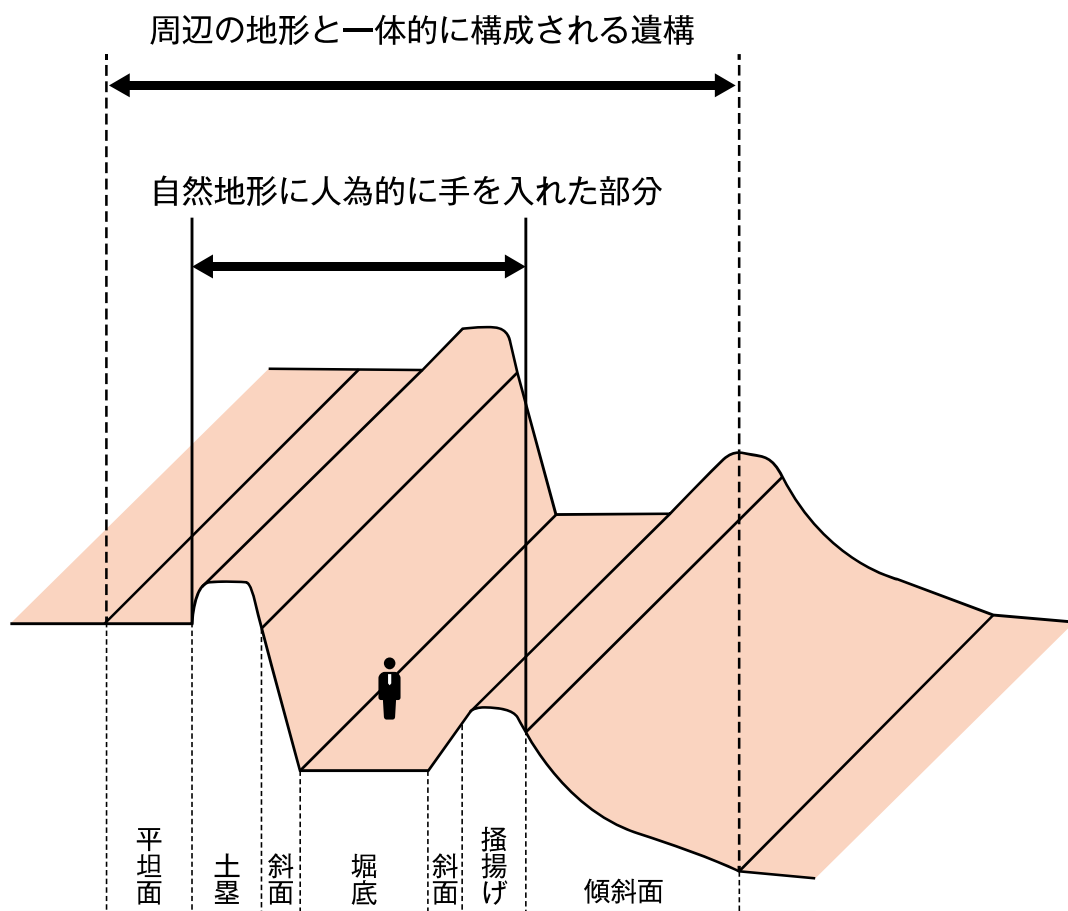 周辺の地形と一体的に構成される遺構
自然地形に人為的に手を入れた部分
平坦面
土塁
斜面
堀底
斜面
掻揚げ
傾斜面